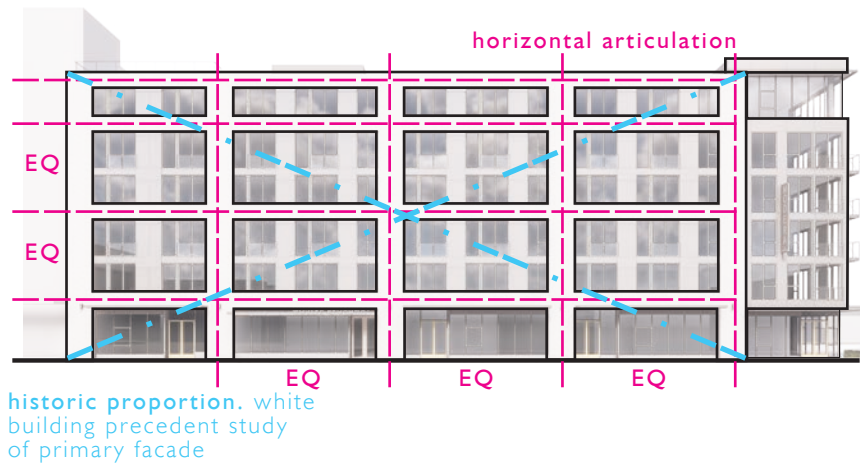 horizontal articulation
EQ
EQ
EQ EQ EQ
historic proportion. white
building precedent study
of primary facade